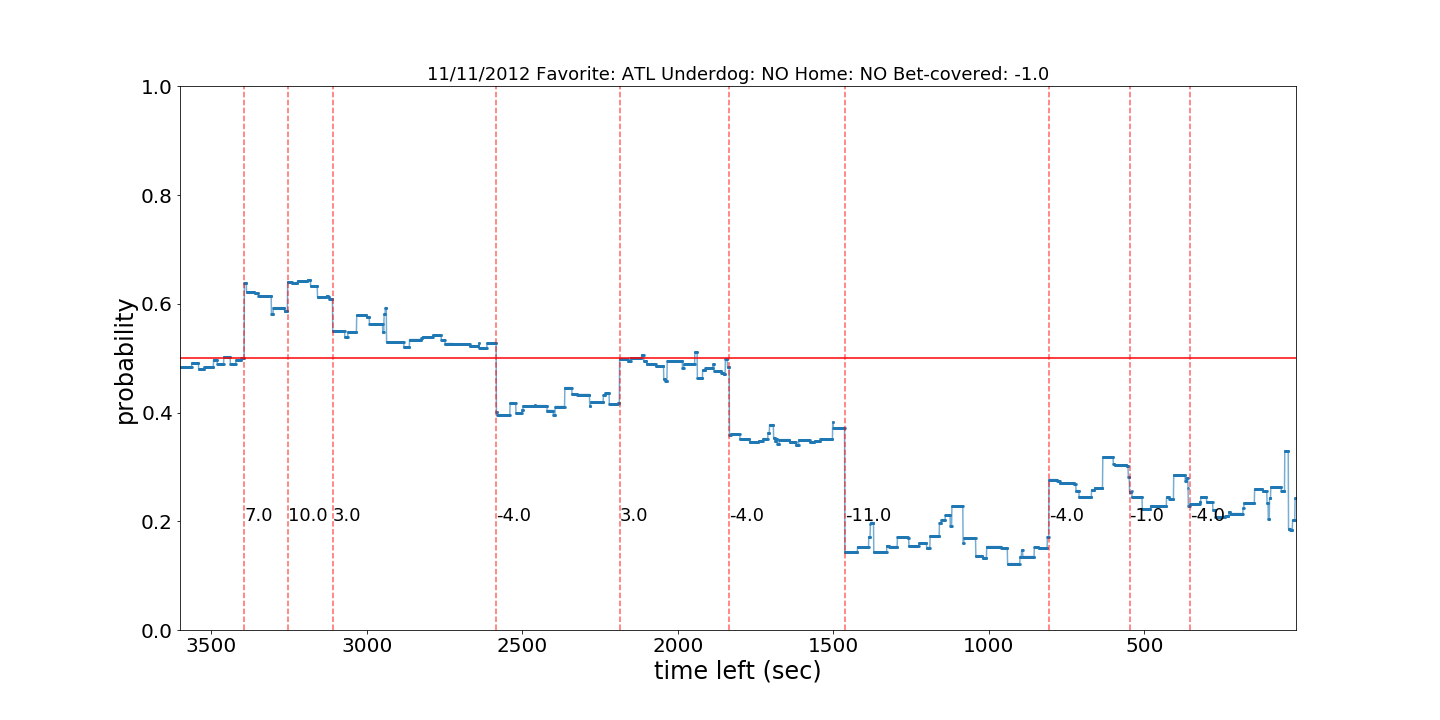 11/11/2012 Favorite: ATL Underdog: NO Home: NO Bet-covered: -1.0
1.0
0.8
0.6
0.4
0.2
0.0
probability
7.0 10.0 3.0 -4.0 3.0 -4.0 -11.0 -4.0 -1.0 -4.0
3500 3000 2500 2000 1500 1000 500
time left (sec)